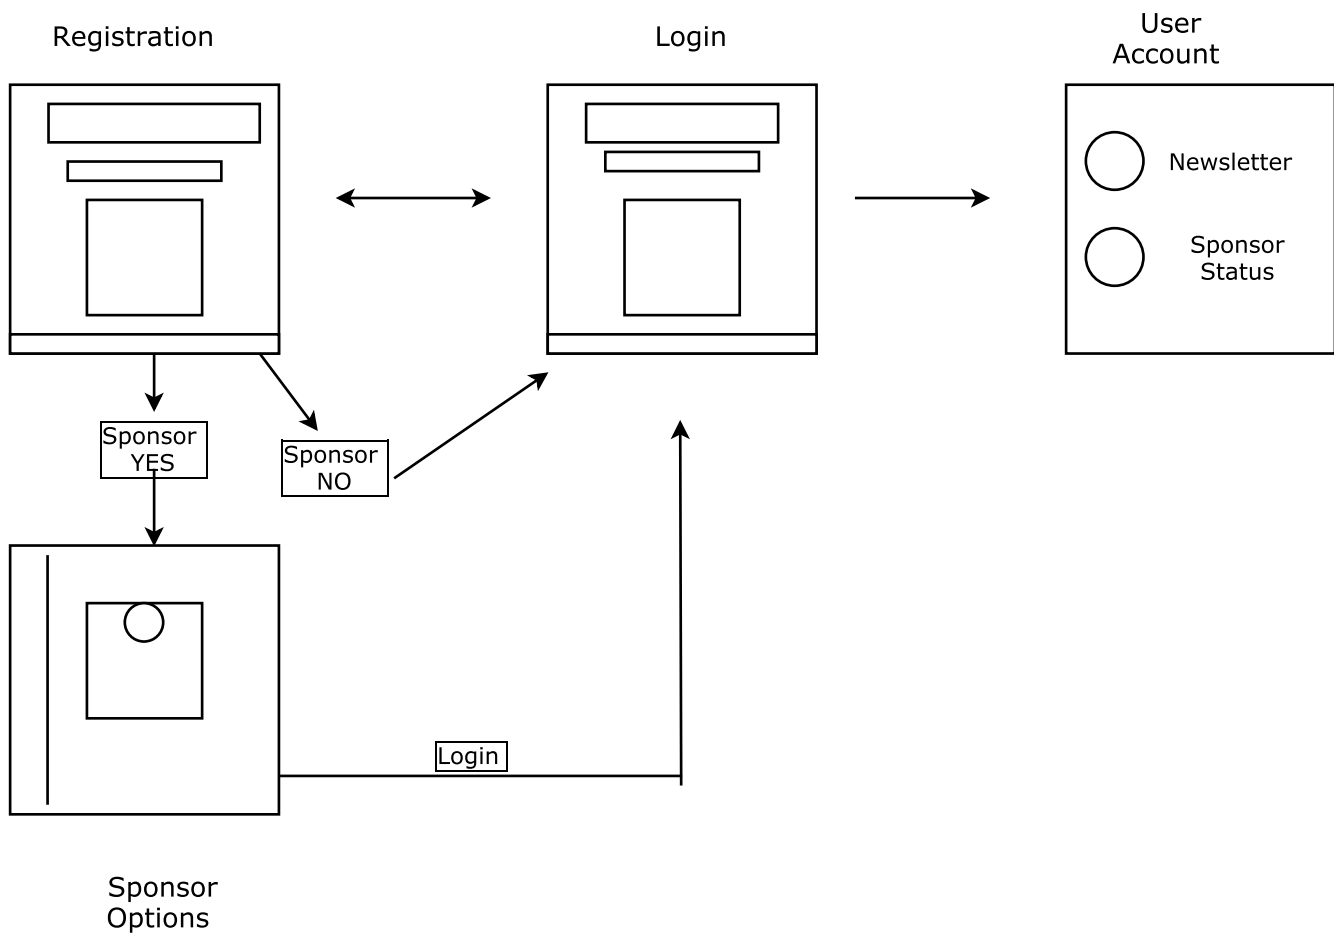 Registration
Login
User
Account
Newsletter
Sponsor
Status
Sponsor
YES
Sponsor
NO
Login
Sponsor
Options